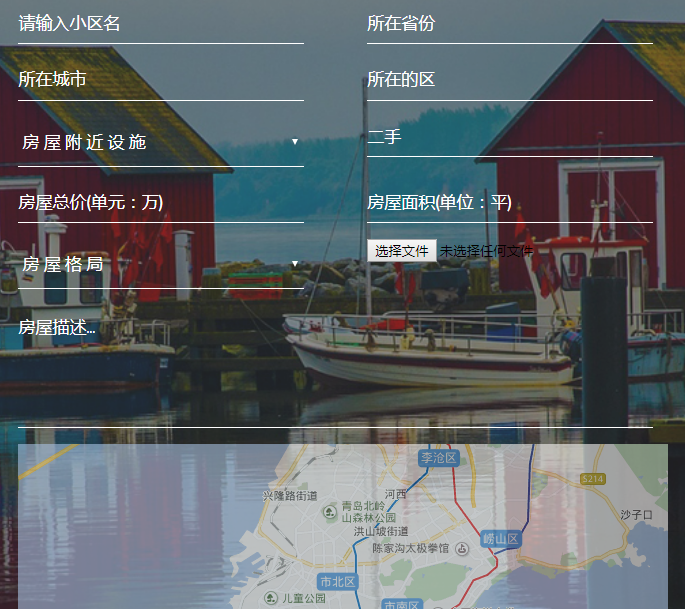 请输入小区名
所在省份
所在城市
所在的区
房屋附近设施
二手
房屋总价(单元：万)
房屋面积(单位：平)
选择文件 未选择任何文件
房屋格局
房屋描述...
李沧区
S214
兴隆路街道
河西
青岛北岭
山森林公园
沙子口
洪山坡街道
崂山区
陈家沟太极拳馆
市北区
儿童公园
市南区